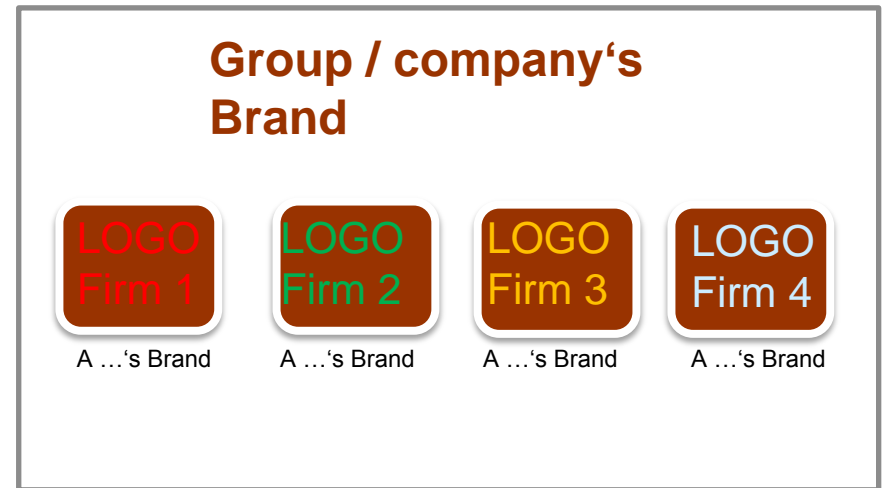 Group / company‘s
Brand
LOGO
Firm 1
LOGO
Firm 2
LOGO
Firm 3
LOGO
Firm 4
A …‘s Brand
A …‘s Brand
A …‘s Brand
A …‘s Brand